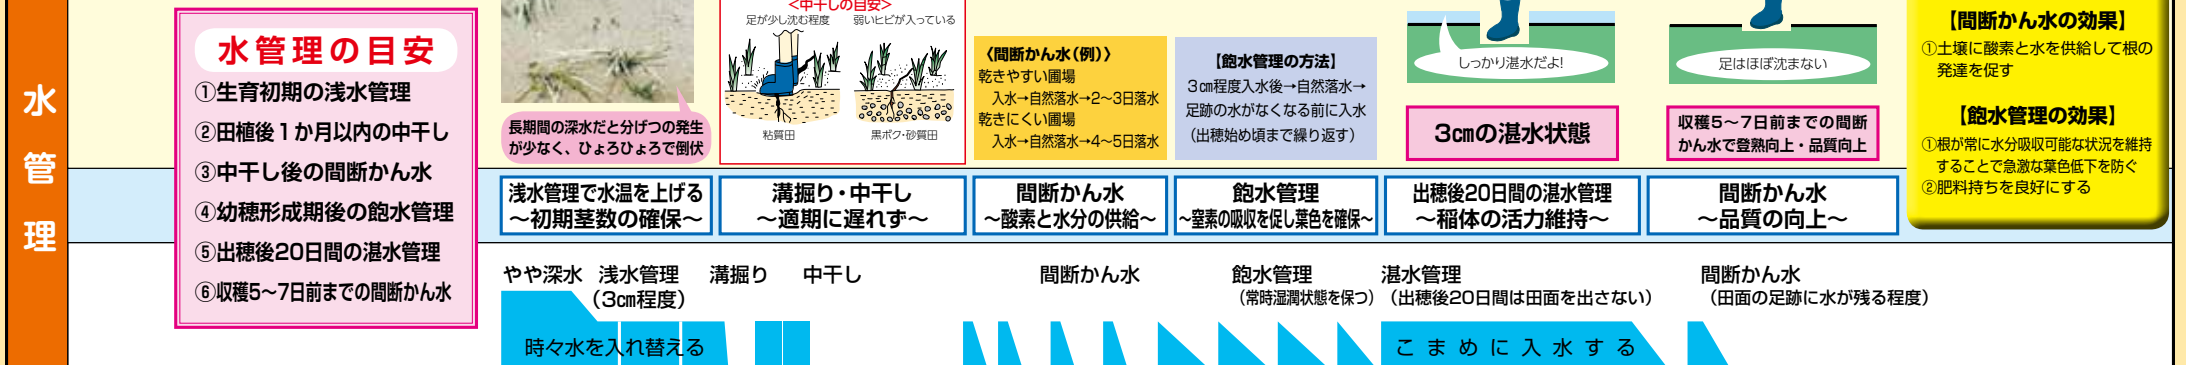 水管理
水管理の目安
①生育初期の浅水管理
②田植後1か月以内の中干し
③中干し後の間断かん水
④幼穂形成期後の飽水管理
⑤出穂後20日間の湛水管理
⑥収穫5〜7日前までの間断かん水
長期間の深水だと分げつの発生
が少なく、ひょろひょろで倒伏
<中干しの目安>
足が少し沈む程度 弱いヒビが入っている
粘質田 黒ボク・砂質田
〈間断かん水(例)〉
乾きやすい圃場
入水→自然落水→2〜3日落水
乾きにくい圃場
入水→自然落水→4〜5日落水
【飽水管理の方法】
3㎝程度入水後→自然落水→
足跡の水がなくなる前に入水
（出穂始め頃まで繰り返す）
しっかり湛水だよ!
3㎝の湛水状態
足はほぼ沈まない
収穫5〜7日前までの間断
かん水で登熟向上・品質向上
【間断かん水の効果】
①土壌に酸素と水を供給して根の
発達を促す
【飽水管理の効果】
①根が常に水分吸収可能な状況を維持
することで急激な葉色低下を防ぐ
②肥料持ちを良好にする
浅水管理で水温を上げる
〜初期茎数の確保〜
溝掘り・中干し
〜適期に遅れず〜
間断かん水
〜酸素と水分の供給〜
飽水管理
〜窒素の吸収を促し葉色を確保〜
出穂後20日間の湛水管理
〜稲体の活力維持〜
間断かん水
〜品質の向上〜
やや深水 浅水管理 溝掘り 中干し 間断かん水 飽水管理 湛水管理 間断かん水
（3㎝程度） （常時湿潤状態を保つ） （出穂後20日間は田面を出さない） （田面の足跡に水が残る程度）
時々水を入れ替える こまめに入水する